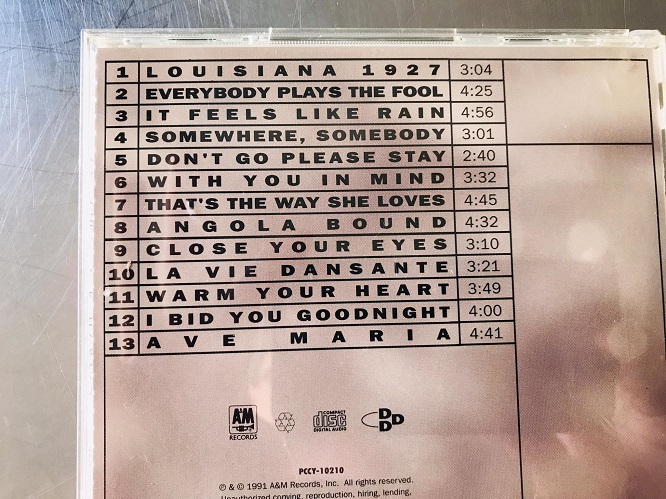 1 LOUISIANA 1927 3:04
2 EVERYBODY PLAYS THE FOOL 4:25
3 IT FEELS LIKE RAIN 4:56
4 SOMEWHERE, SOMEBODY 3:01
5 DON'T GO PLEASE STAY 2:40
6 WITH YOU IN MIND 3:32
7 THAT'S THE WAY SHE LOVES 4:45
8 ANGOLA BOUND 4:32
9 CLOSE YOUR EYES 3:10
10 LA VIE DANSANTE 3:21
11 WARM YOUR HEART 3:49
12 I BID YOU GOODNIGHT 4:00
13 AVE MARIA 4:41
A&M RECORDS
COMPACT disc DIGITAL AUDIO
DDD
PCCY-10210
℗ & © 1991 A&M Records, Inc. All rights reserved.
Unauthorized copying, reproduction, hiring, lending,